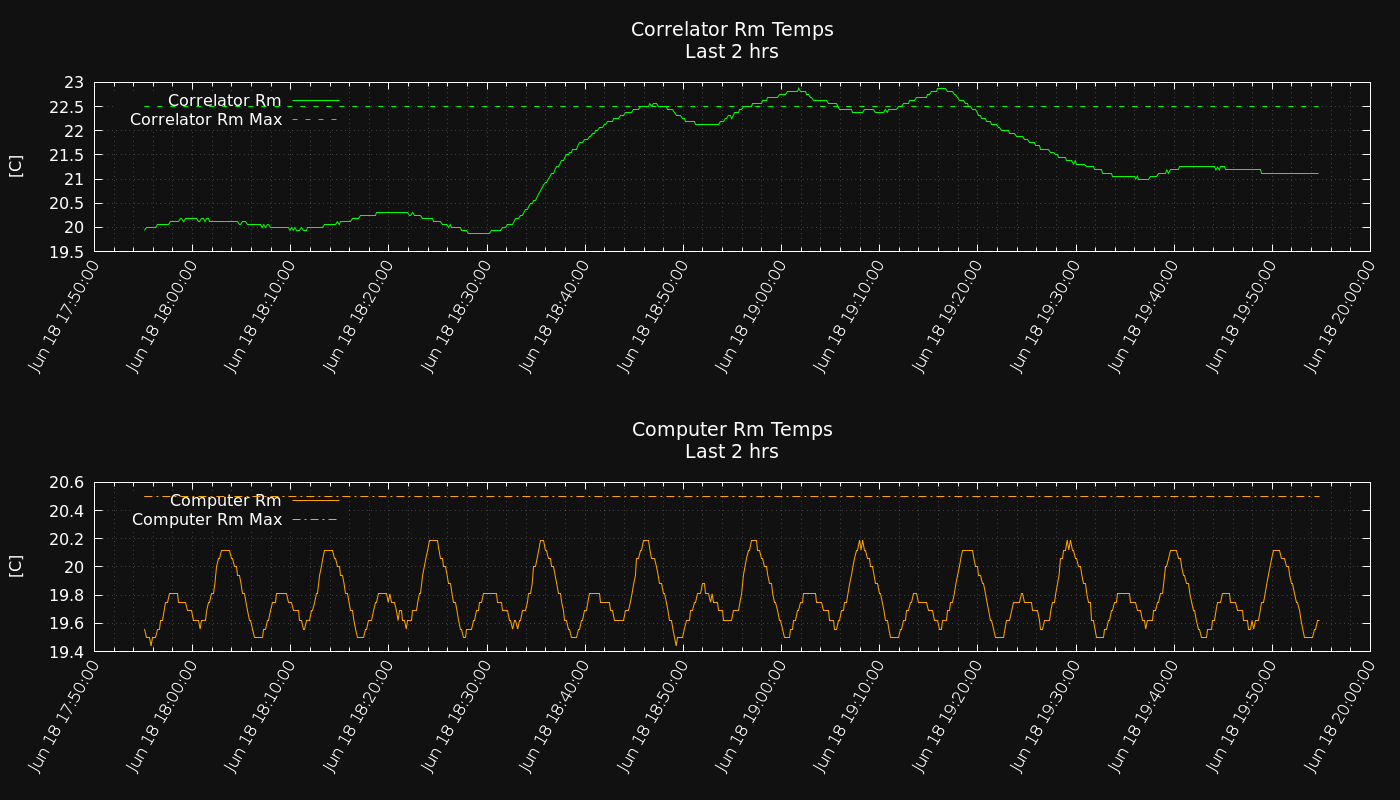 Correlator Rm Temps
Last 2 hrs
23
22.5
22
21.5
21
20.5
20
19.5
[C]
Correlator Rm
Correlator Rm Max
Jun 18 17:50:00
Jun 18 18:00:00
Jun 18 18:10:00
Jun 18 18:20:00
Jun 18 18:30:00
Jun 18 18:40:00
Jun 18 18:50:00
Jun 18 19:00:00
Jun 18 19:10:00
Jun 18 19:20:00
Jun 18 19:30:00
Jun 18 19:40:00
Jun 18 19:50:00
Jun 18 20:00:00
Computer Rm Temps
Last 2 hrs
20.6
20.4
20.2
20
19.8
19.6
19.4
[C]
Computer Rm
Computer Rm Max
Jun 18 17:50:00
Jun 18 18:00:00
Jun 18 18:10:00
Jun 18 18:20:00
Jun 18 18:30:00
Jun 18 18:40:00
Jun 18 18:50:00
Jun 18 19:00:00
Jun 18 19:10:00
Jun 18 19:20:00
Jun 18 19:30:00
Jun 18 19:40:00
Jun 18 19:50:00
Jun 18 20:00:00